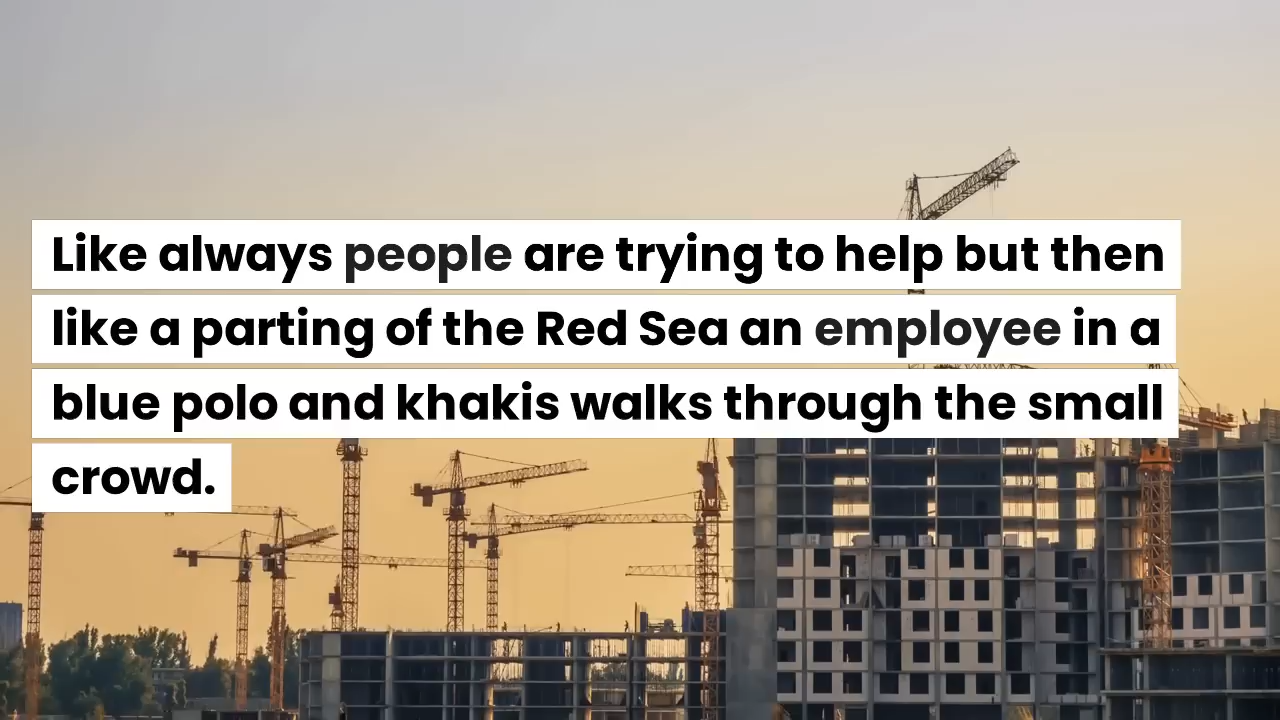 Like always people are trying to help but then
like a parting of the Red Sea an employee in a
blue polo and khakis walks through the small
crowd.